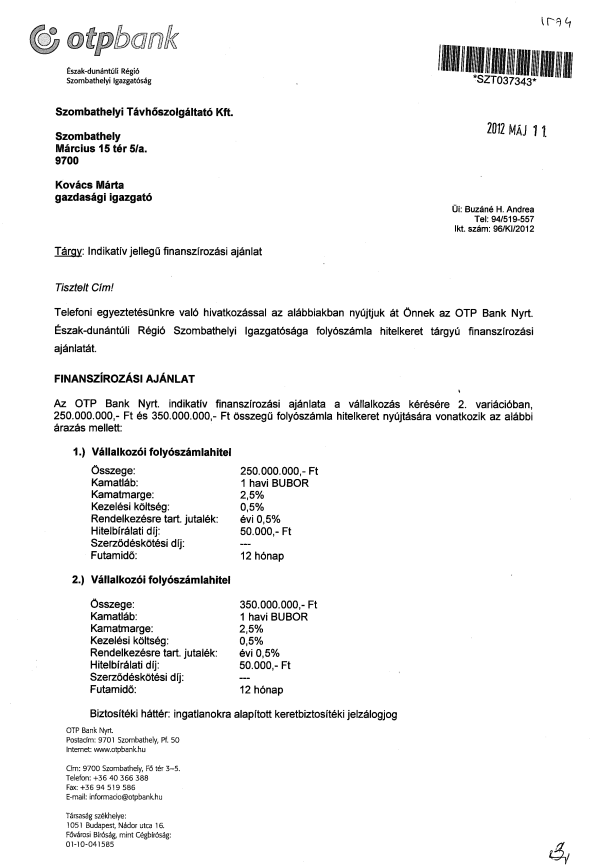 otpbank
Észak-dunántúli Régió
Szombathelyi Igazgatóság
*SZT037343*
Szombathelyi Távhőszolgáltató Kft.
2012 MÁJ 11
Szombathely
Március 15 tér 5/a.
9700
Kovács Márta
gazdasági igazgató
Üi: Buzáné H. Andrea
Tel: 94/519-557
Ikt. szám: 96/KI/2012
Tárgy: Indikatív jellegű finanszírozási ajánlat
Tisztelt Cím!
Telefoni egyeztetésünkre való hivatkozással az alábbiakban nyújtjuk át Önnek az OTP Bank Nyrt.
Észak-dunántúli Régió Szombathelyi Igazgatósága folyószámla hitelkeret tárgyú finanszírozási
ajánlatát.
FINANSZÍROZÁSI AJÁNLAT
Az OTP Bank Nyrt. indikatív finanszírozási ajánlata a vállalkozás kérésére 2. variációban,
250.000.000,- Ft és 350.000.000,- Ft összegű folyószámla hitelkeret nyújtására vonatkozik az alábbi
árazás mellett:
1.) Vállalkozói folyószámlahitel
Összege: 250.000.000,- Ft
Kamatláb: 1 havi BUBOR
Kamatmarge: 2,5%
Kezelési költség: 0,5%
Rendelkezésre tart. jutalék: évi 0,5%
Hitelbírálati díj: 50.000,- Ft
Szerződéskötési díj: ---
Futamidő: 12 hónap
2.) Vállalkozói folyószámlahitel
Összege: 350.000.000,- Ft
Kamatláb: 1 havi BUBOR
Kamatmarge: 2,5%
Kezelési költség: 0,5%
Rendelkezésre tart. jutalék: évi 0,5%
Hitelbírálati díj: 50.000,- Ft
Szerződéskötési díj: ---
Futamidő: 12 hónap
Biztosítéki háttér: ingatlanokra alapított keretbiztosítéki jelzálogjog
OTP Bank Nyrt.
Postacím: 9701 Szombathely, Pf. 50
Internet: www.otpbank.hu
Cím: 9700 Szombathely, Fő tér 3–5.
Telefon: +36 40 366 388
Fax: +36 94 519 586
E-mail: informacio@otpbank.hu
Társaság székhelye:
1051 Budapest, Nádor utca 16.
Fővárosi Bíróság, mint Cégbíróság:
01-10-041585